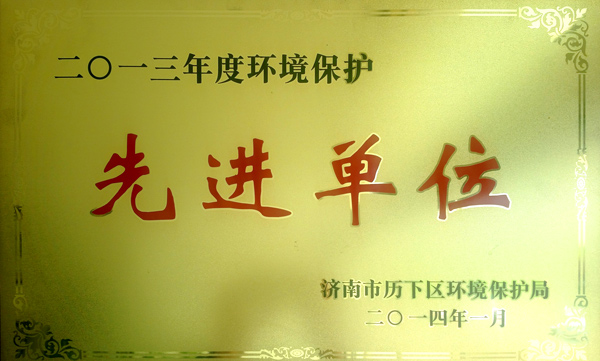 二〇一三年度环境保护
先进单位
济南市历下区环境保护局
二〇一四年一月